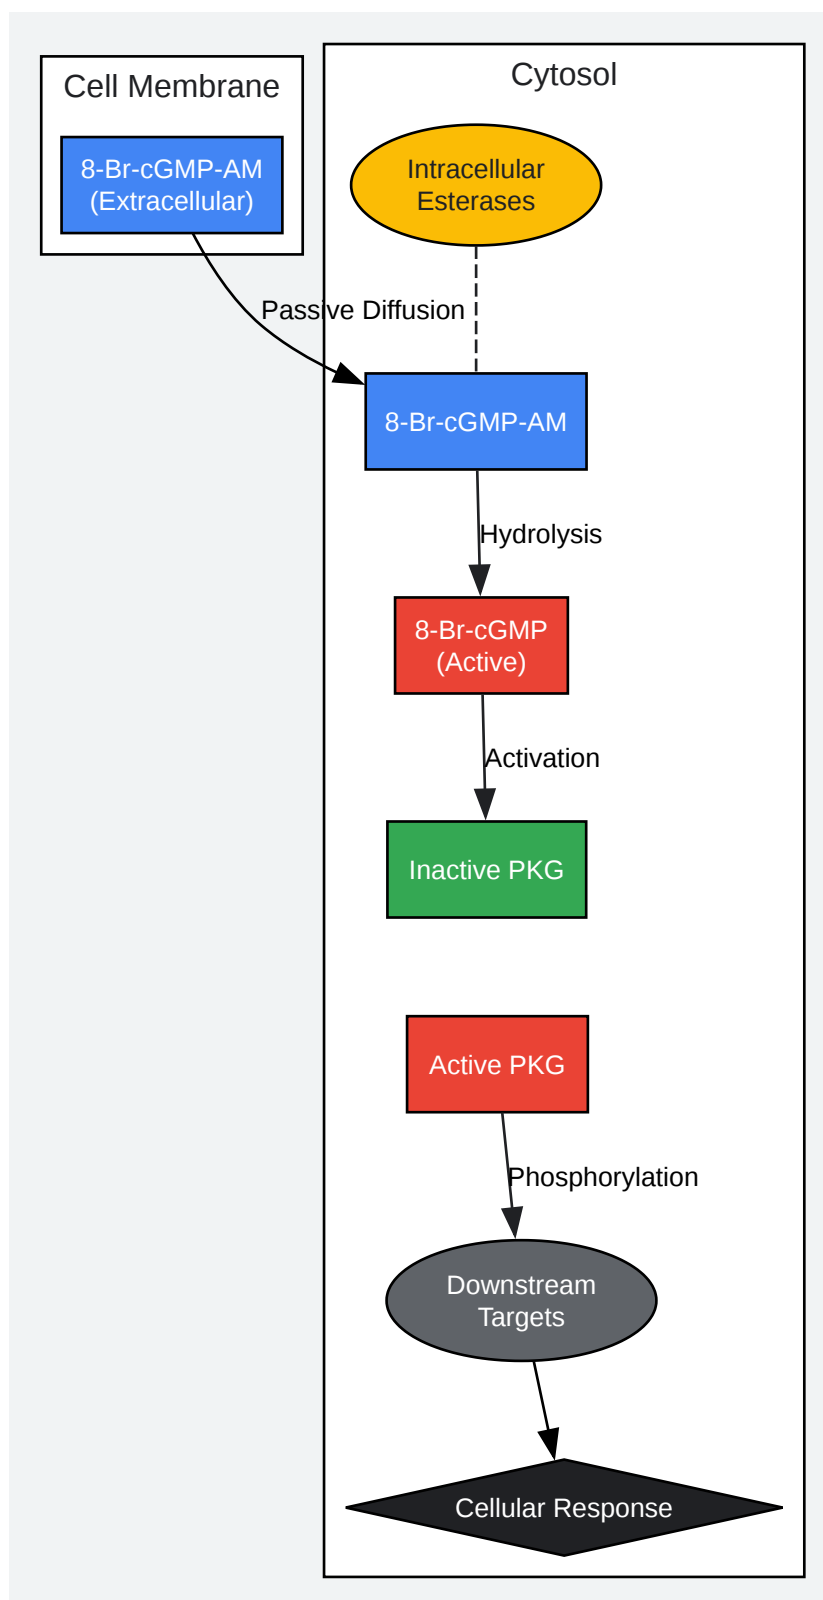 Cell Membrane
8-Br-cGMP-AM
(Extracellular)
Cytosol
Intracellular
Esterases
Passive Diffusion
8-Br-cGMP-AM
Hydrolysis
8-Br-cGMP
(Active)
Activation
Inactive PKG
Active PKG
Phosphorylation
Downstream
Targets
Cellular Response